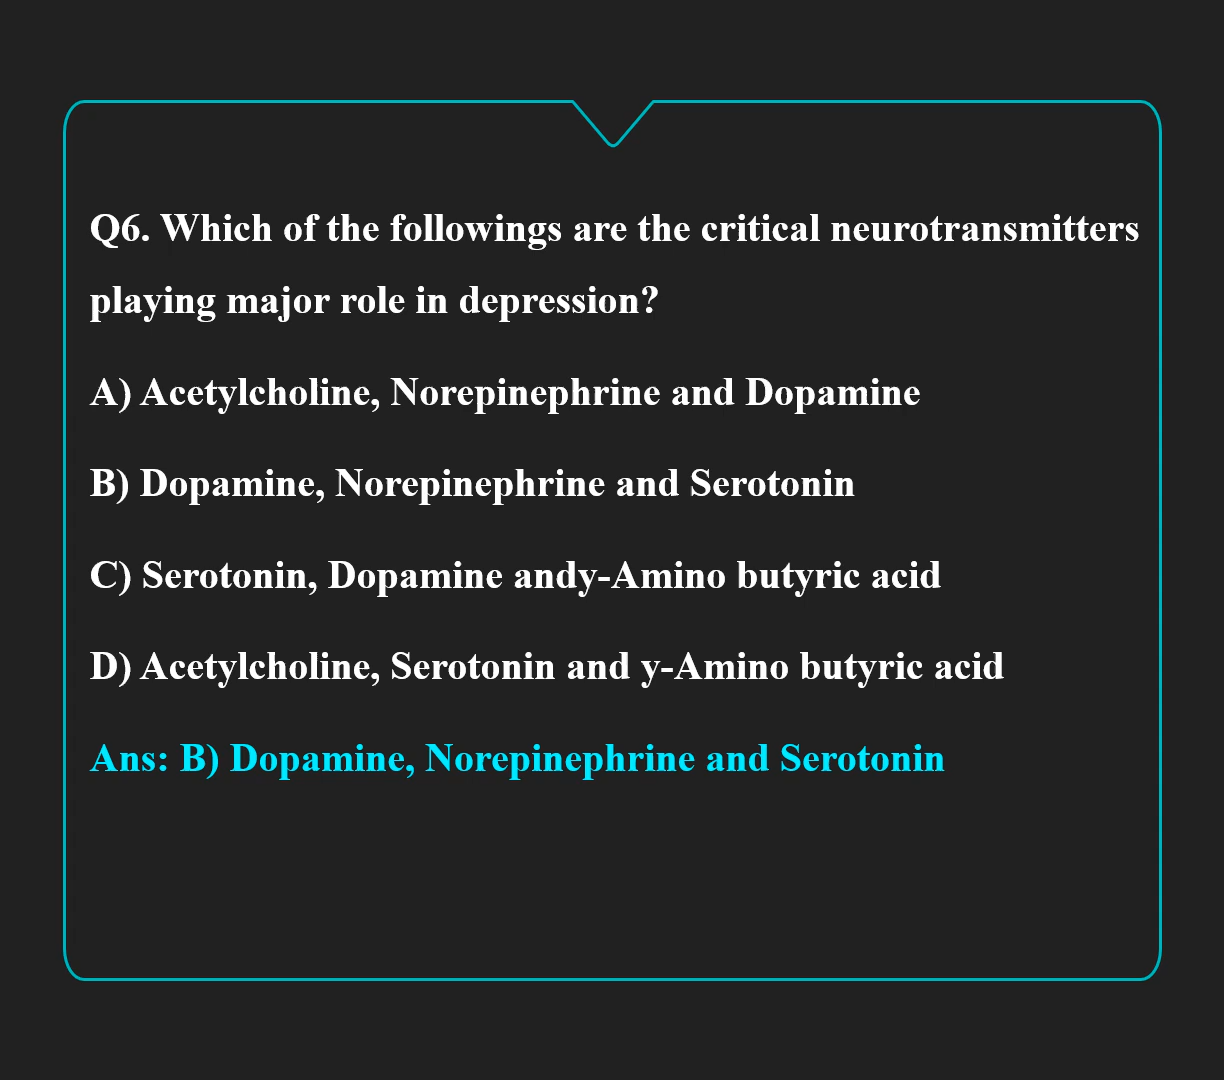 Q6. Which of the followings are the critical neurotransmitters
playing major role in depression?
A) Acetylcholine, Norepinephrine and Dopamine
B) Dopamine, Norepinephrine and Serotonin
C) Serotonin, Dopamine andy-Amino butyric acid
D) Acetylcholine, Serotonin and y-Amino butyric acid
Ans: B) Dopamine, Norepinephrine and Serotonin